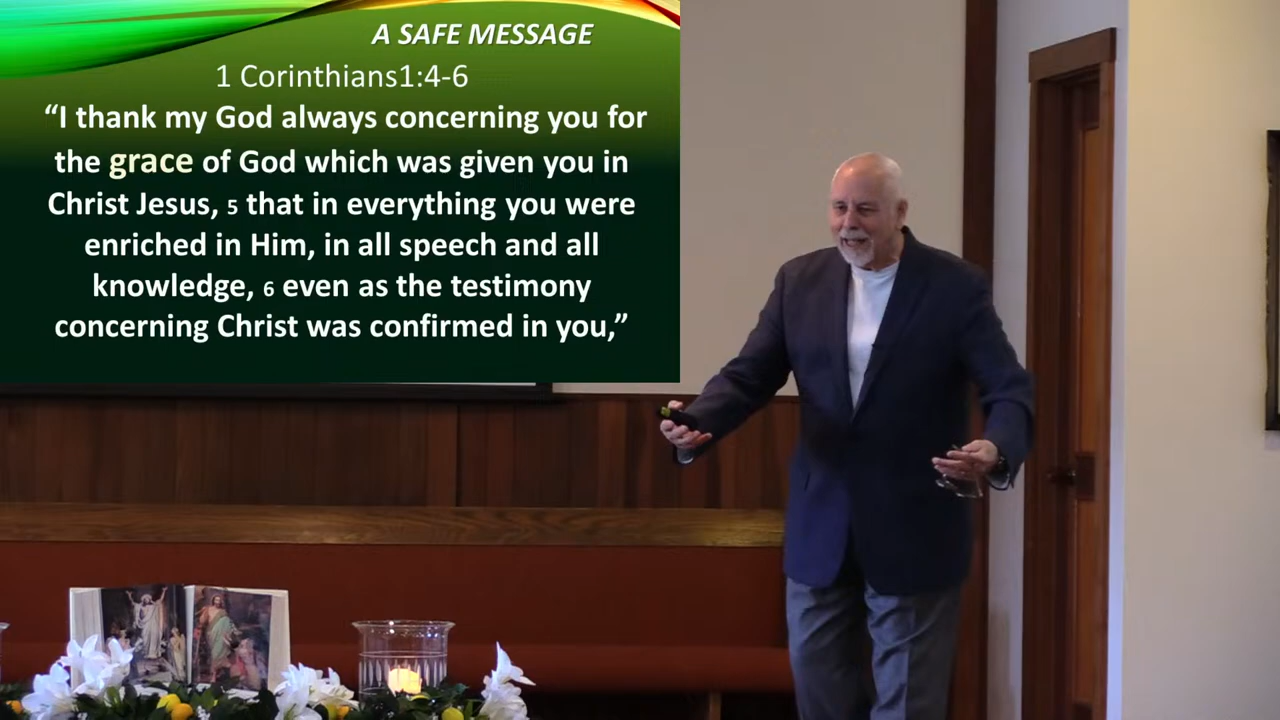 A SAFE MESSAGE
1 Corinthians1:4-6
“I thank my God always concerning you for
the grace of God which was given you in
Christ Jesus, 5 that in everything you were
enriched in Him, in all speech and all
knowledge, 6 even as the testimony
concerning Christ was confirmed in you,”